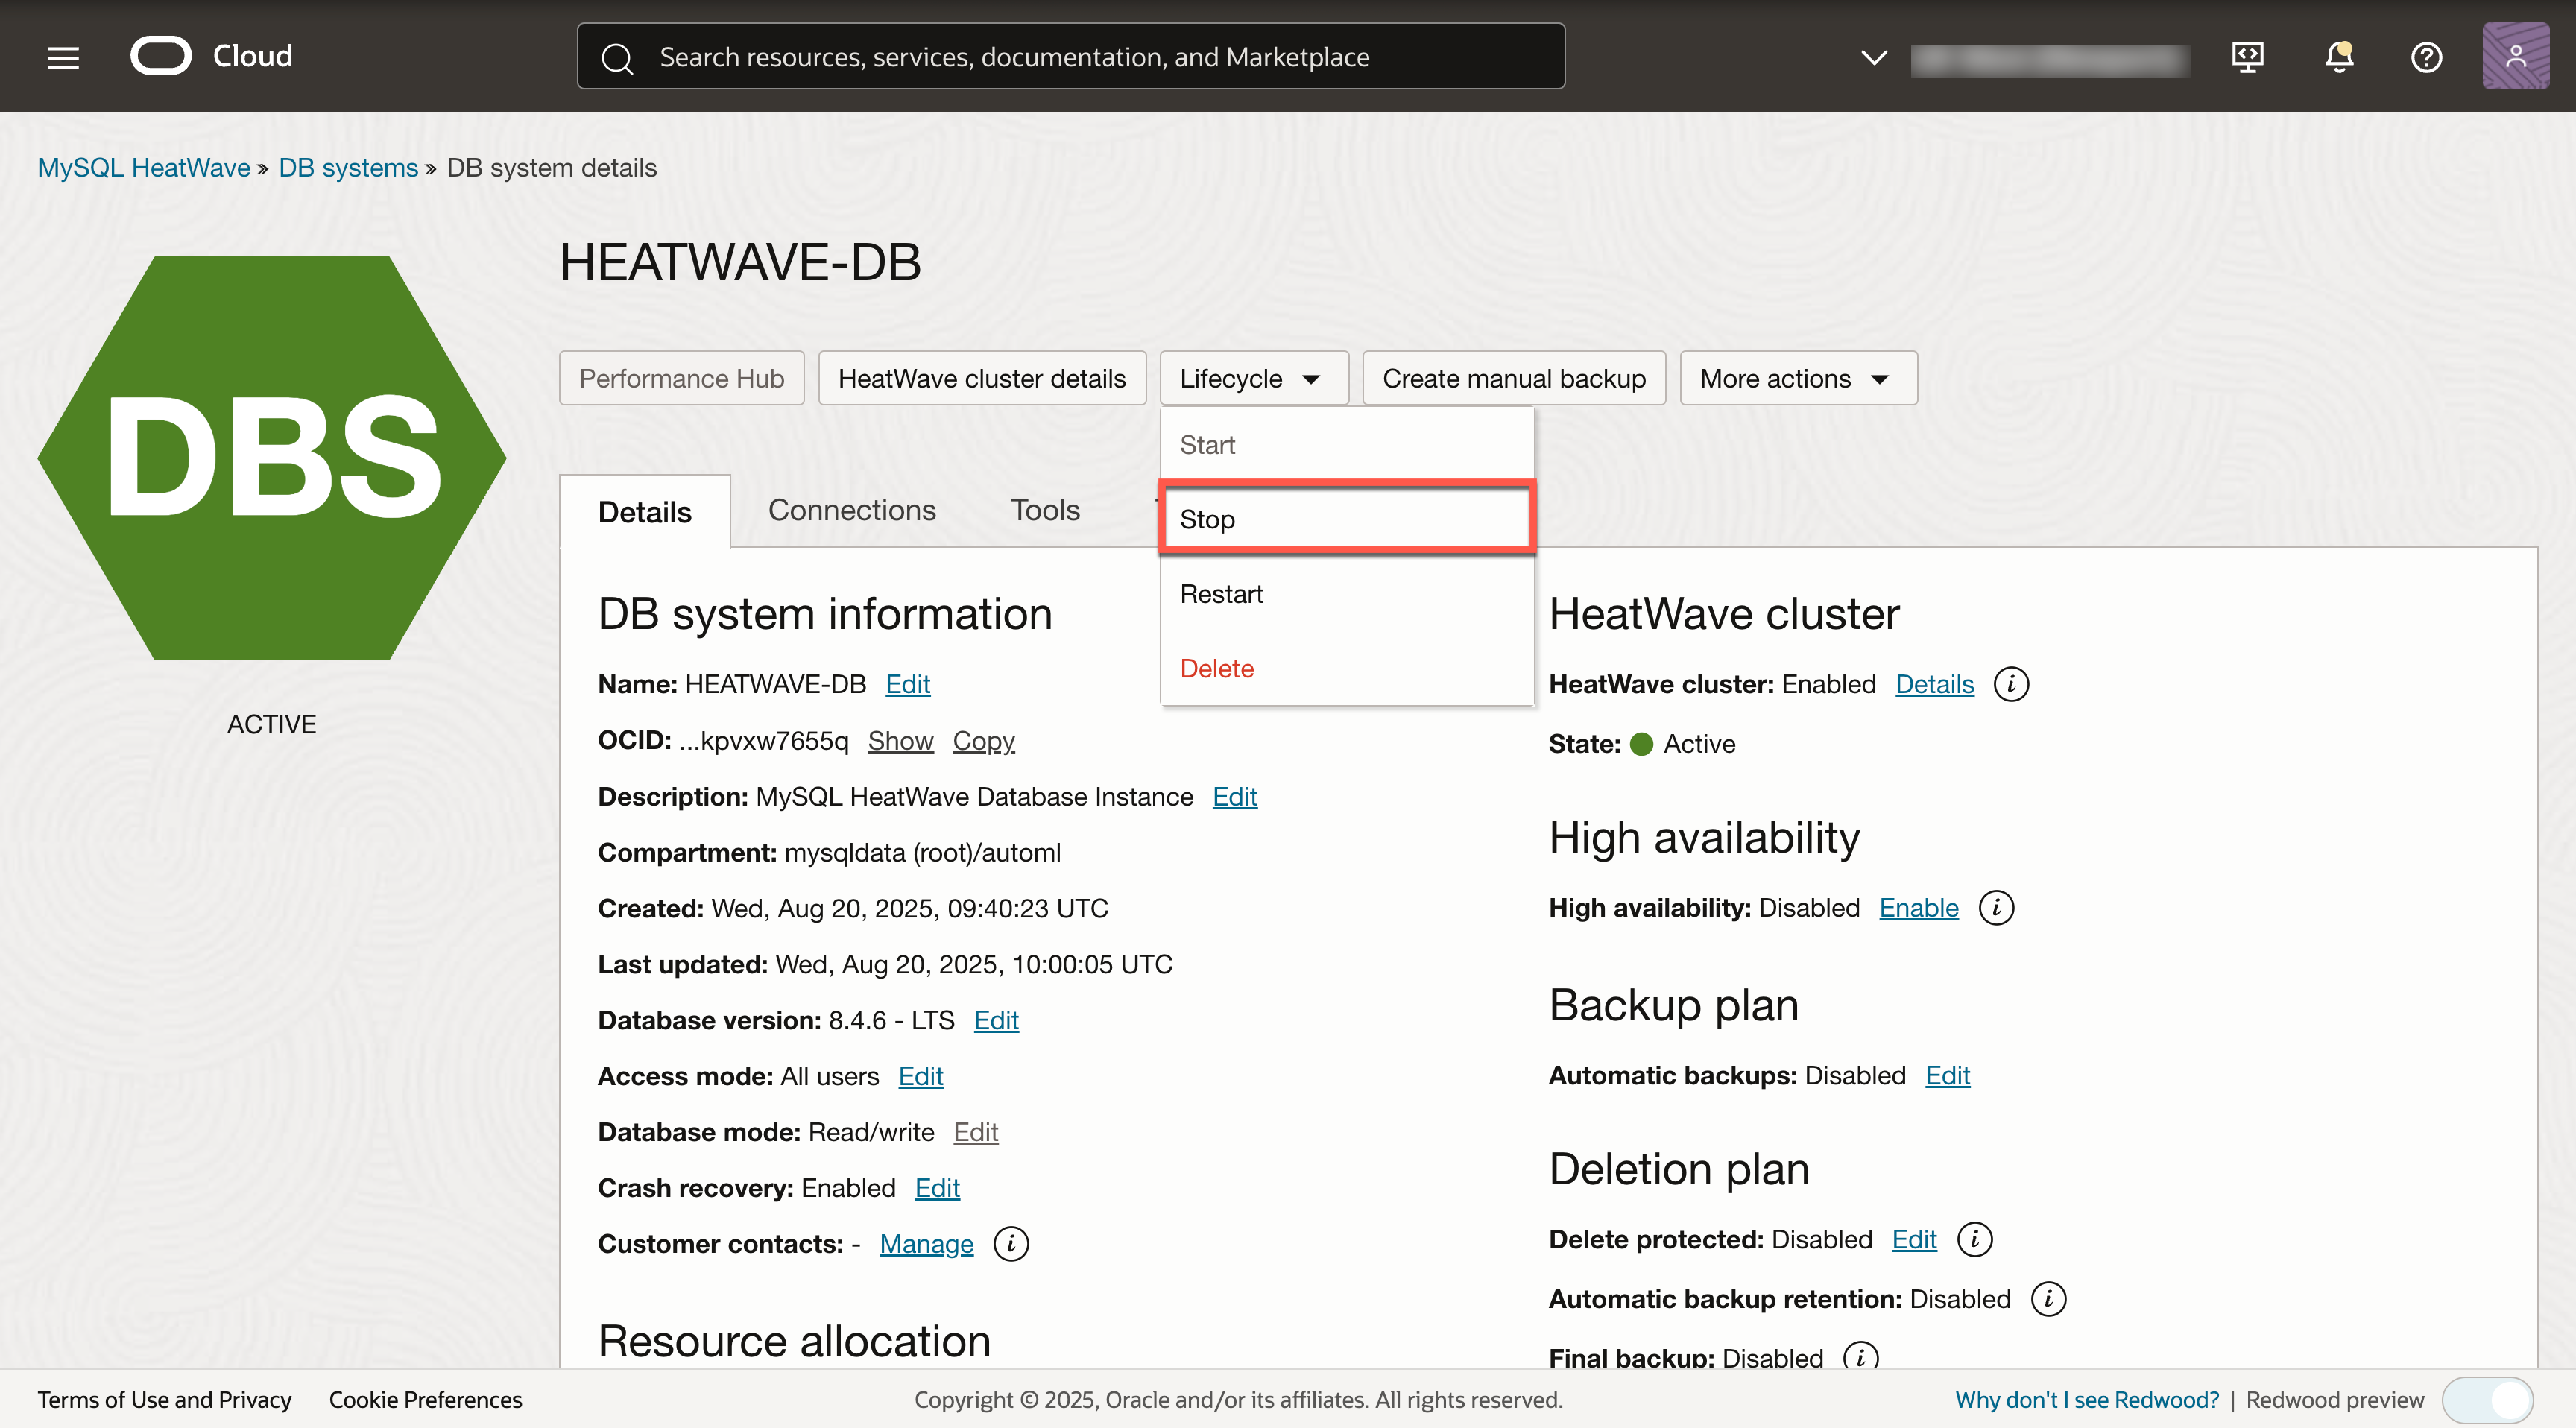 Cloud
Search resources, services, documentation, and Marketplace
MySQL HeatWave » DB systems » DB system details
HEATWAVE-DB
DBS
ACTIVE
Performance Hub
HeatWave cluster details
Lifecycle
Create manual backup
More actions
Start
Stop
Restart
Delete
Details
Connections
Tools
DB system information
Name: HEATWAVE-DB Edit
OCID: ...kpvxw7655q Show Copy
Description: MySQL HeatWave Database Instance Edit
Compartment: mysqldata (root)/automl
Created: Wed, Aug 20, 2025, 09:40:23 UTC
Last updated: Wed, Aug 20, 2025, 10:00:05 UTC
Database version: 8.4.6 - LTS Edit
Access mode: All users Edit
Database mode: Read/write Edit
Crash recovery: Enabled Edit
Customer contacts: - Manage
Resource allocation
HeatWave cluster
HeatWave cluster: Enabled Details
State: Active
High availability
High availability: Disabled Enable
Backup plan
Automatic backups: Disabled Edit
Deletion plan
Delete protected: Disabled Edit
Automatic backup retention: Disabled
Final backup: Disabled
Terms of Use and Privacy
Cookie Preferences
Copyright © 2025, Oracle and/or its affiliates. All rights reserved.
Why don't I see Redwood? | Redwood preview